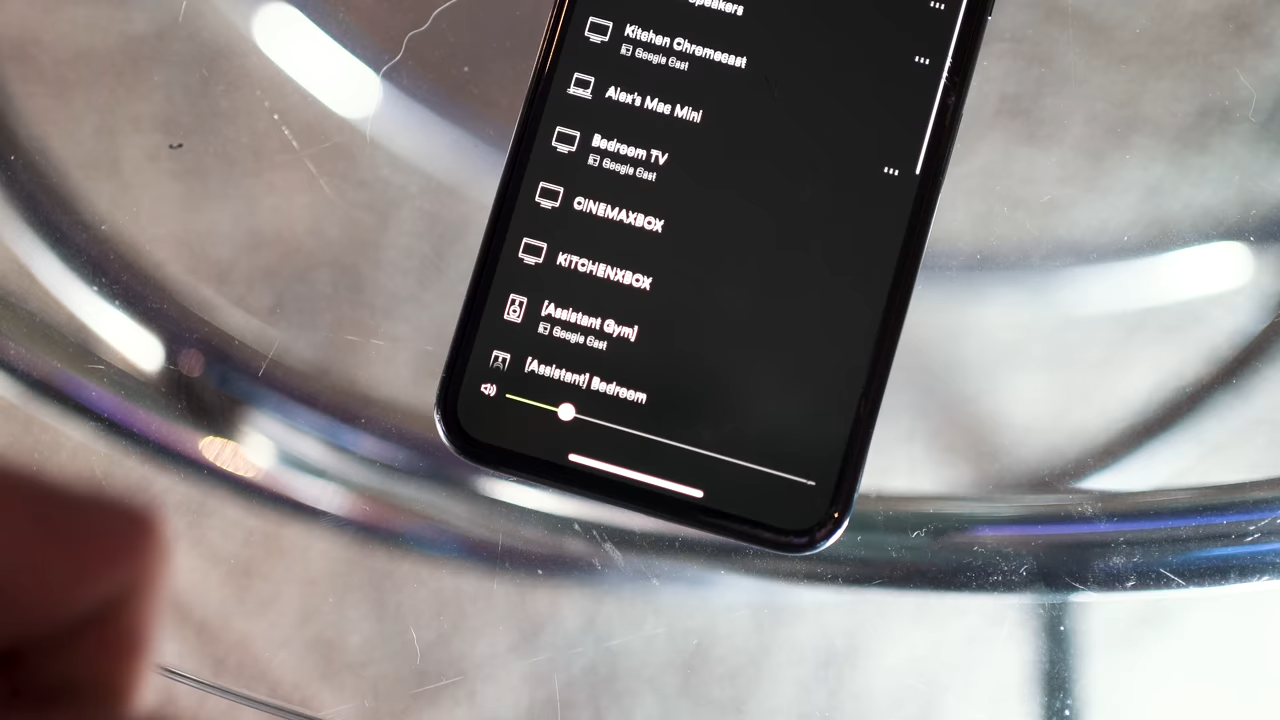 Speakers
Kitchen Chromecast
Google Cast
Alex's Mac Mini
Bedroom TV
Google Cast
CINEMAXBOX
KITCHENXBOX
[Assistant Gym]
Google Cast
[Assistant] Bedroom